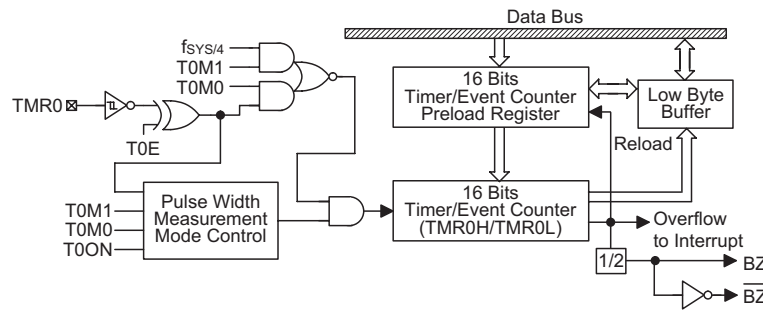 Data Bus
fSYS/4
T0M1
T0M0
TMR0
T0E
16 Bits
Timer/Event Counter
Preload Register
Low Byte
Buffer
Reload
T0M1
T0M0
T0ON
Pulse Width
Measurement
Mode Control
16 Bits
Timer/Event Counter
(TMR0H/TMR0L)
Overflow
to Interrupt
1/2
BZ
B̅Z̅